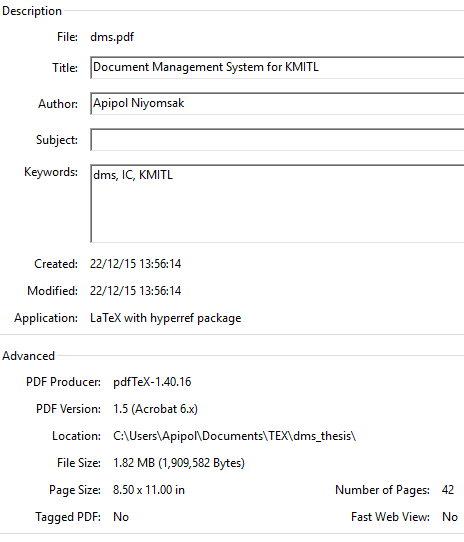 Description
File: dms.pdf
Title: Document Management System for KMITL
Author: Apipol Niyomsak
Subject:
Keywords: dms, IC, KMITL
Created: 22/12/15 13:56:14
Modified: 22/12/15 13:56:14
Application: LaTeX with hyperref package
Advanced
PDF Producer: pdfTeX-1.40.16
PDF Version: 1.5 (Acrobat 6.x)
Location: C:\Users\Apipol\Documents\TEX\dms_thesis\
File Size: 1.82 MB (1,909,582 Bytes)
Page Size: 8.50 x 11.00 in Number of Pages: 42
Tagged PDF: No Fast Web View: No